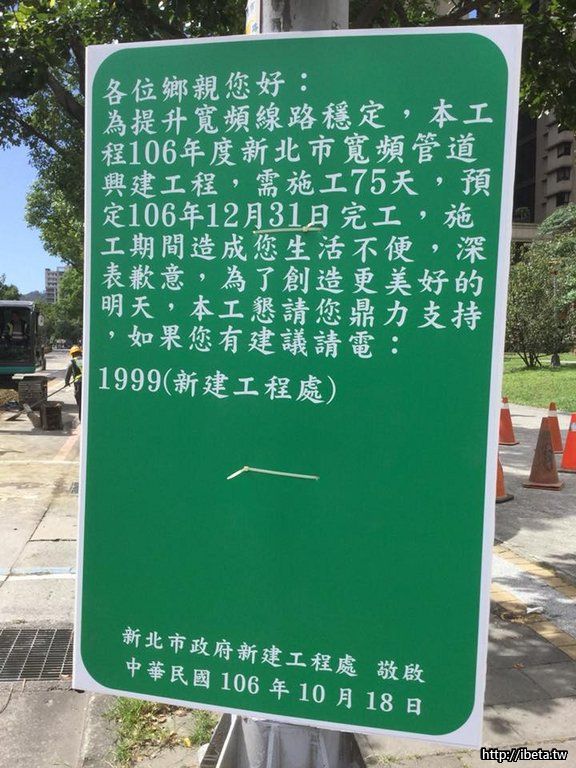 各位鄉親您好：
為提升寬頻線路穩定，本工
程106年度新北市寬頻管道
興建工程，需施工75天，預
定106年12月31日完工，施
工期間造成您生活不便，深
表歉意，為了創造更美好的
明天，本工懇請您鼎力支持
，如果您有建議請電：
1999(新建工程處)
新北市政府新建工程處 敬啟
中華民國 106 年 10 月 18 日
http://ibeta.tw